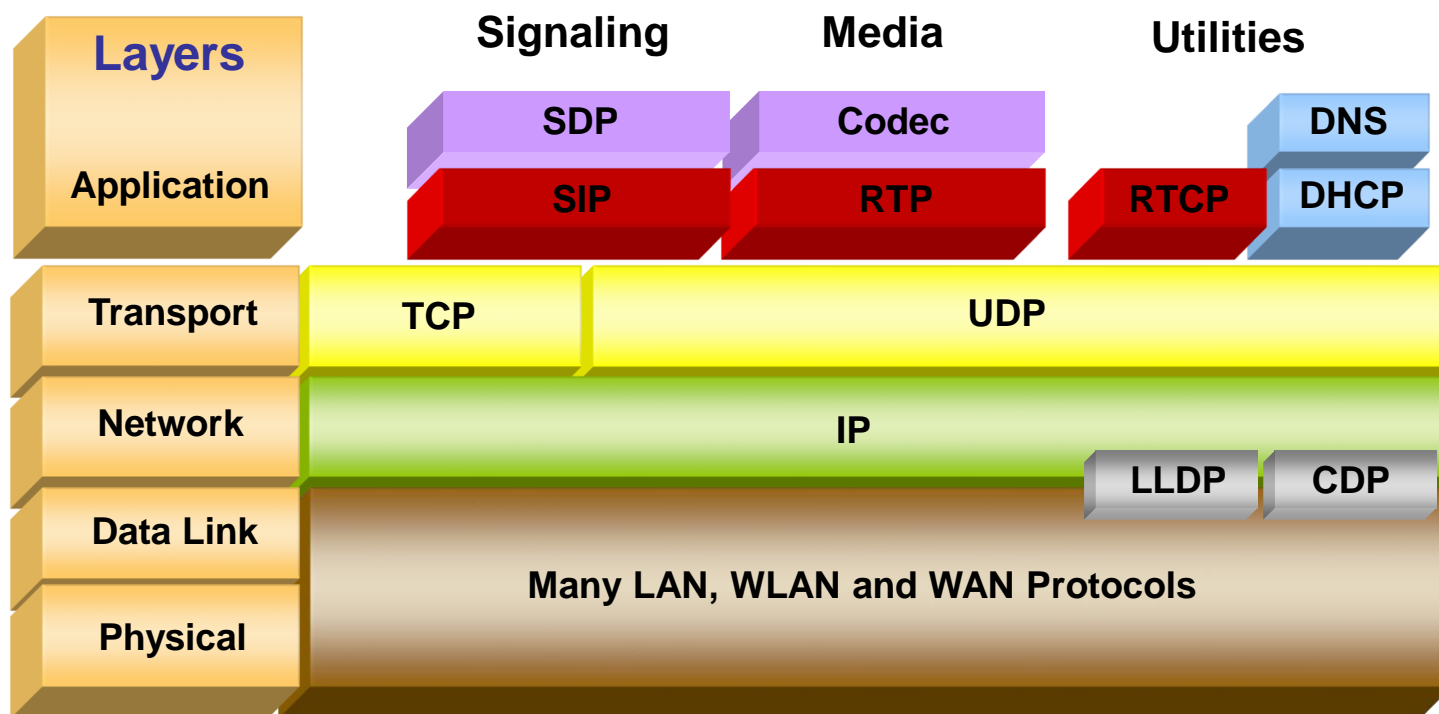 Layers
Signaling
Media
Utilities
SDP
Codec
DNS
Application
SIP
RTP
RTCP
DHCP
Transport
TCP
UDP
Network
IP
LLDP
CDP
Data Link
Many LAN, WLAN and WAN Protocols
Physical